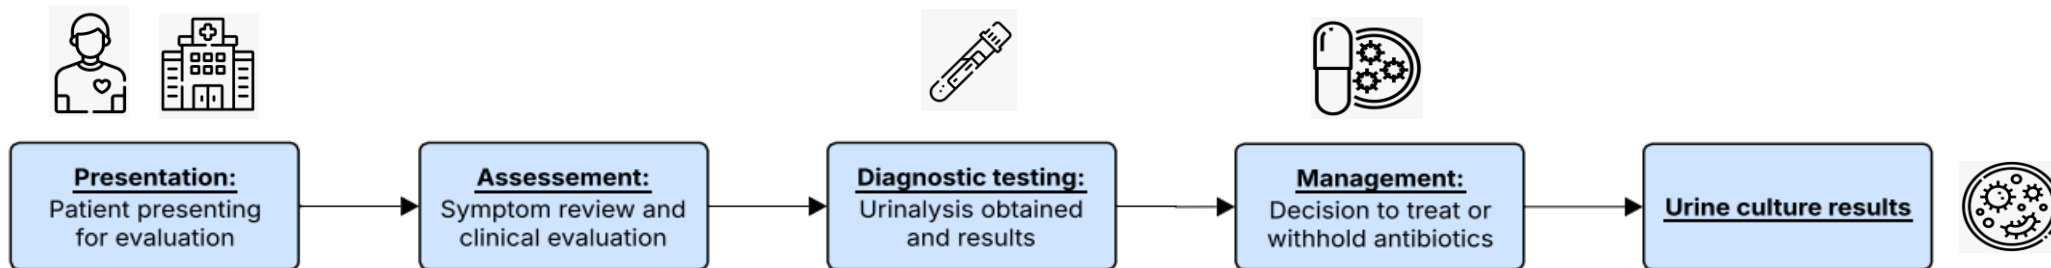 Presentation:
Patient presenting
for evaluation
Assessement:
Symptom review and
clinical evaluation
Diagnostic testing:
Urinalysis obtained
and results
Management:
Decision to treat or
withhold antibiotics
Urine culture results